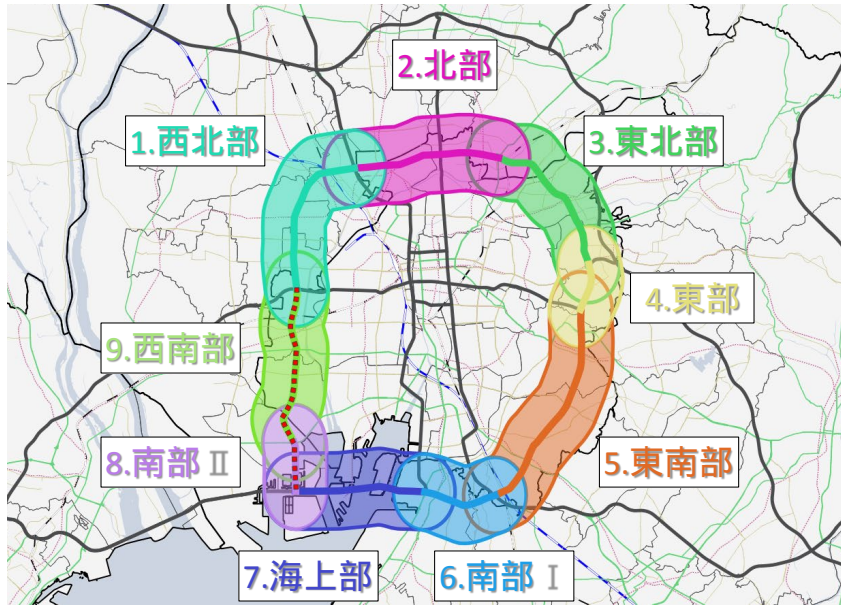 2.北部
1.西北部
3.東北部
4.東部
9.西南部
8.南部Ⅱ
5.東南部
7.海上部
6.南部Ⅰ